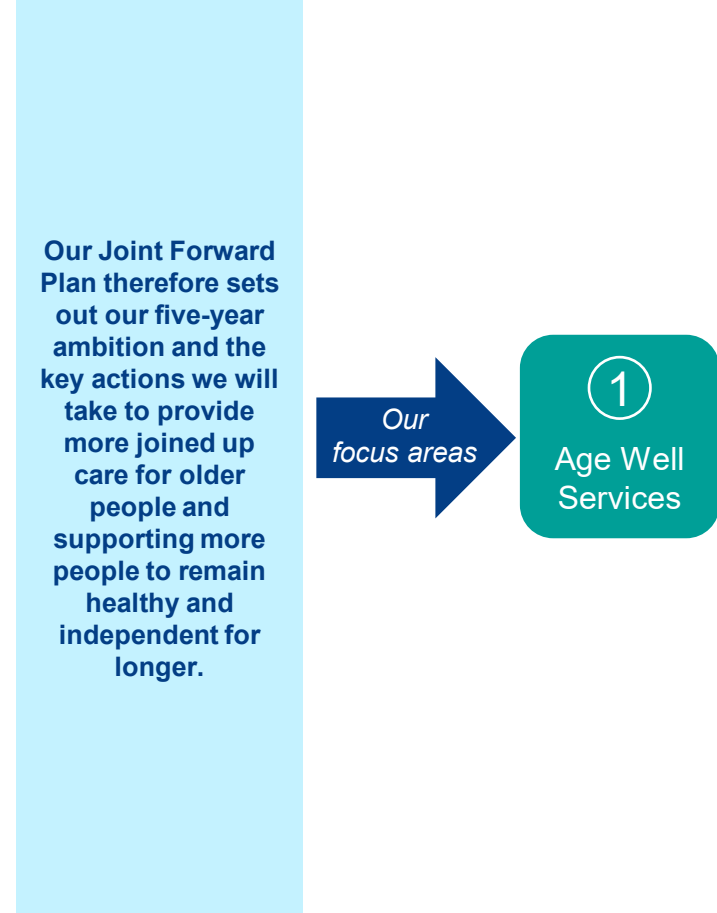 Our Joint Forward
Plan therefore sets
out our five-year
ambition and the
key actions we will
take to provide
more joined up
care for older
people and
supporting more
people to remain
healthy and
independent for
longer.
Our
focus areas
1
Age Well
Services